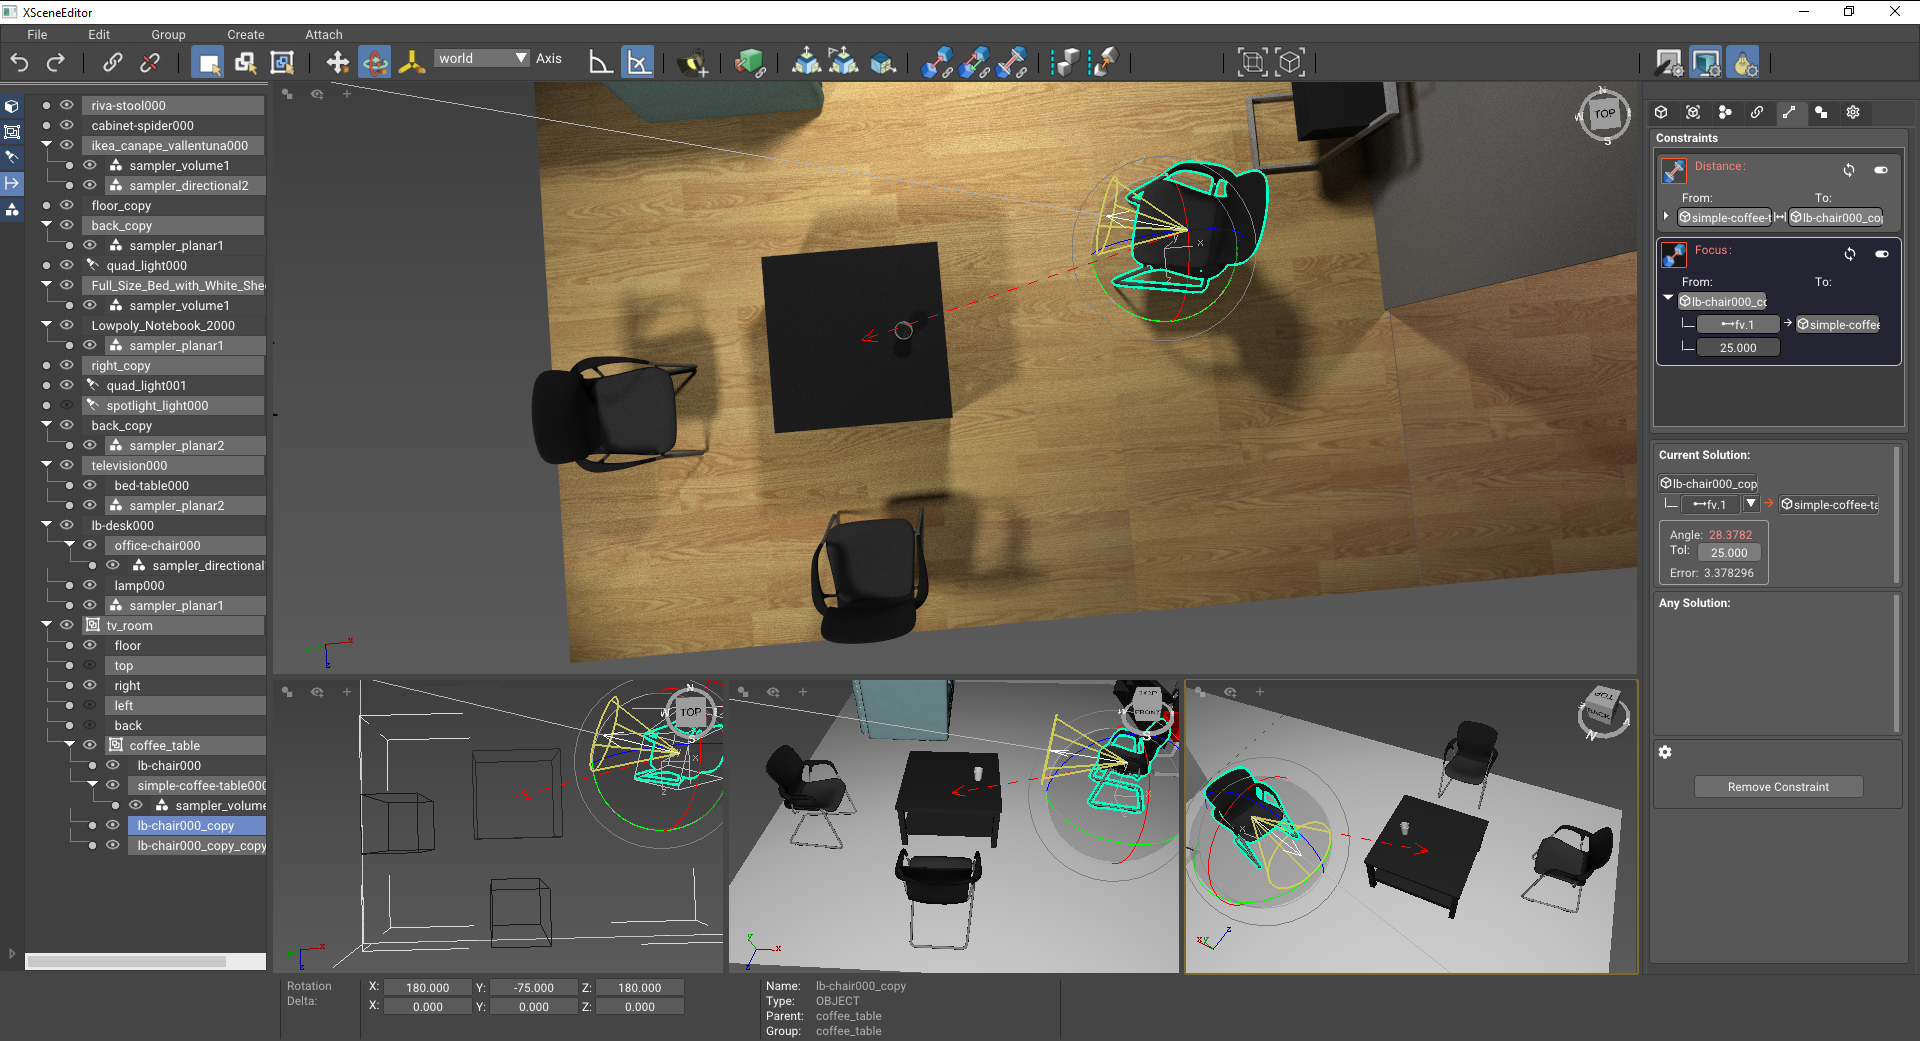 XSceneEditor
File Edit Group Create Attach
world Axis
riva-stool000
cabinet-spider000
ikea_canape_vallentuna000
sampler_volume1
sampler_directional2
floor_copy
back_copy
sampler_planar1
quad_light000
Full_Size_Bed_with_White_She
sampler_volume1
Lowpoly_Notebook_2000
sampler_planar1
right_copy
quad_light001
spotlight_light000
back_copy
sampler_planar2
television000
bed-table000
sampler_planar2
lb-desk000
office-chair000
sampler_directional
lamp000
sampler_planar1
tv_room
floor
top
right
left
back
coffee_table
lb-chair000
simple-coffee-table000
sampler_volume
lb-chair000_copy
lb-chair000_copy_copy
N
W TOP
S
X
Z
N
W TOP
S
X
Z
TOP
FRONT
S
TOP
BACK
N
X
Constraints
Distance:
From: To:
simple-coffee-t lb-chair000_co
Focus:
From: To:
lb-chair000_co
fv.1 simple-coffee
25.000
Current Solution:
lb-chair000_cop
fv.1 simple-coffee-ta
Angle: 28.3782
Tol: 25.000
Error: 3.378296
Any Solution:
Remove Constraint
Rotation X: 180.000 Y: -75.000 Z: 180.000
Delta: X: 0.000 Y: 0.000 Z: 0.000
Name: lb-chair000_copy
Type: OBJECT
Parent: coffee_table
Group: coffee_table